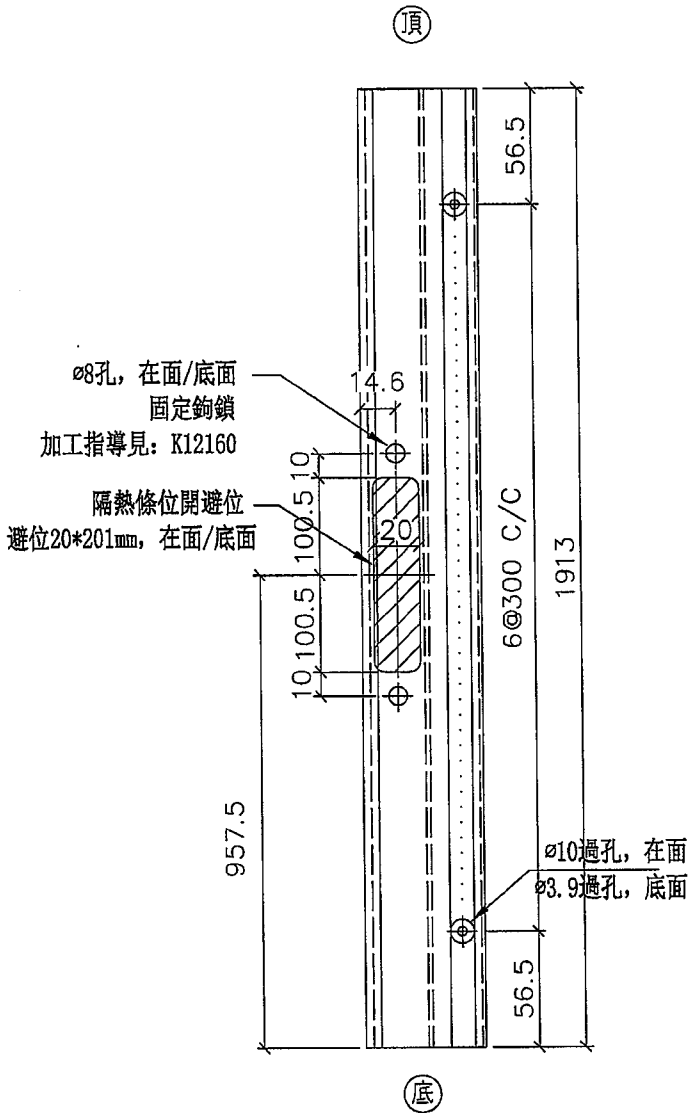 頂
56.5
ø8孔, 在面/底面
固定鉤鎖
加工指導見: K12160
14.6
10
隔熱條位開避位
避位20*201mm, 在面/底面
100.5
20
6@300 C/C
1913
100.5
10
957.5
ø10過孔, 在面
ø3.9過孔, 底面
56.5
底